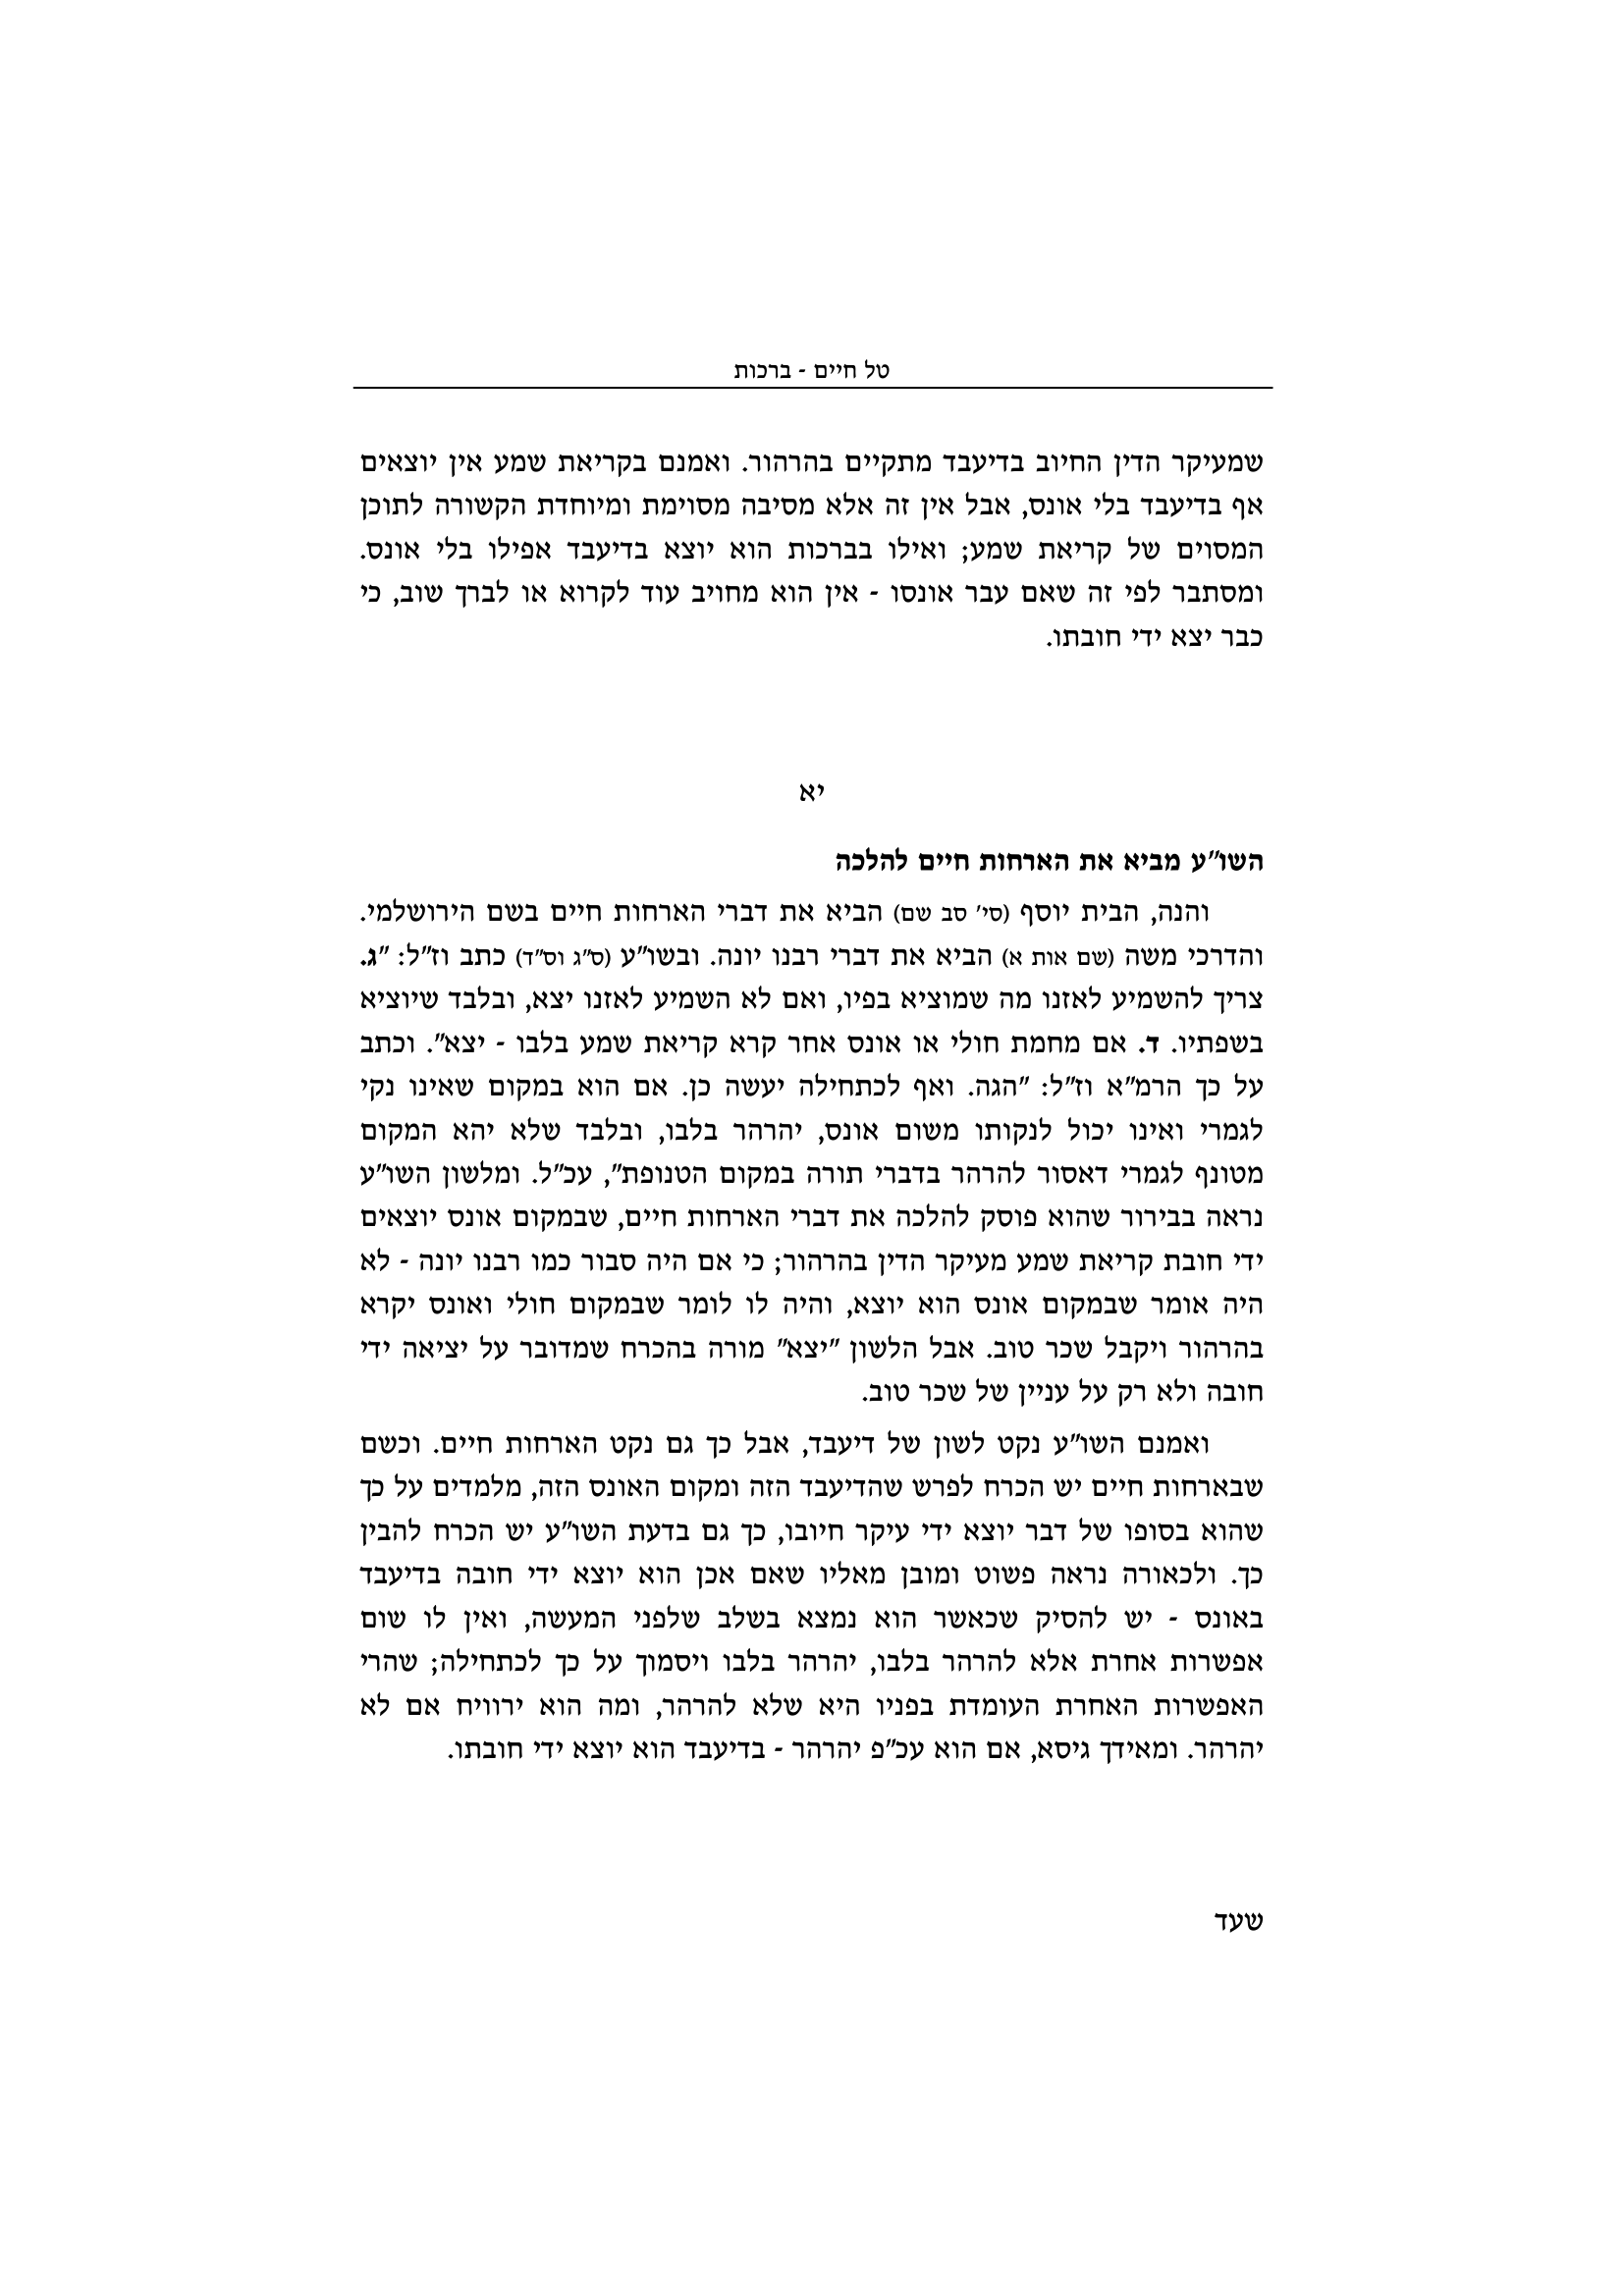 טל חיים - ברכות
שמעיקר הדין החיוב בדיעבד מתקיים בהרהור. ואמנם בקריאת שמע אין יוצאים
אף בדיעבד בלי אונס, אבל אין זה אלא מסיבה מסוימת ומיוחדת הקשורה לתוכן
המסוים של קריאת שמע; ואילו בברכות הוא יוצא בדיעבד אפילו בלי אונס.
ומסתבר לפי זה שאם עבר אונסו - אין הוא מחויב עוד לקרוא או לברך שוב, כי
כבר יצא ידי חובתו.
יא
השו"ע מביא את הארחות חיים להלכה
והנה, הבית יוסף (סי' סב שם) הביא את דברי הארחות חיים בשם הירושלמי.
והדרכי משה (שם אות א) הביא את דברי רבנו יונה. ובשו"ע (ס"ג וס"ד) כתב וז"ל: "ג.
צריך להשמיע לאזנו מה שמוציא בפיו, ואם לא השמיע לאזנו יצא, ובלבד שיוציא
בשפתיו. ד. אם מחמת חולי או אונס אחר קרא קריאת שמע בלבו - יצא". וכתב
על כך הרמ"א וז"ל: "הגה. ואף לכתחילה יעשה כן. אם הוא במקום שאינו נקי
לגמרי ואינו יכול לנקותו משום אונס, יהרהר בלבו, ובלבד שלא יהא המקום
מטונף לגמרי דאסור להרהר בדברי תורה במקום הטנופת", עכ"ל. ומלשון השו"ע
נראה בבירור שהוא פוסק להלכה את דברי הארחות חיים, שבמקום אונס יוצאים
ידי חובת קריאת שמע מעיקר הדין בהרהור; כי אם היה סבור כמו רבנו יונה - לא
היה אומר שבמקום אונס הוא יוצא, והיה לו לומר שבמקום חולי ואונס יקרא
בהרהור ויקבל שכר טוב. אבל הלשון "יצא" מורה בהכרח שמדובר על יציאה ידי
חובה ולא רק על עניין של שכר טוב.
ואמנם השו"ע נקט לשון של דיעבד, אבל כך גם נקט הארחות חיים. וכשם
שבארחות חיים יש הכרח לפרש שהדיעבד הזה ומקום האונס הזה, מלמדים על כך
שהוא בסופו של דבר יוצא ידי עיקר חיובו, כך גם בדעת השו"ע יש הכרח להבין
כך. ולכאורה נראה פשוט ומובן מאליו שאם אכן הוא יוצא ידי חובה בדיעבד
באונס - יש להסיק שכאשר הוא נמצא בשלב שלפני המעשה, ואין לו שום
אפשרות אחרת אלא להרהר בלבו, יהרהר בלבו ויסמוך על כך לכתחילה; שהרי
האפשרות האחרת העומדת בפניו היא שלא להרהר, ומה הוא ירוויח אם לא
יהרהר. ומאידך גיסא, אם הוא עכ"פ יהרהר - בדיעבד הוא יוצא ידי חובתו.
שעד